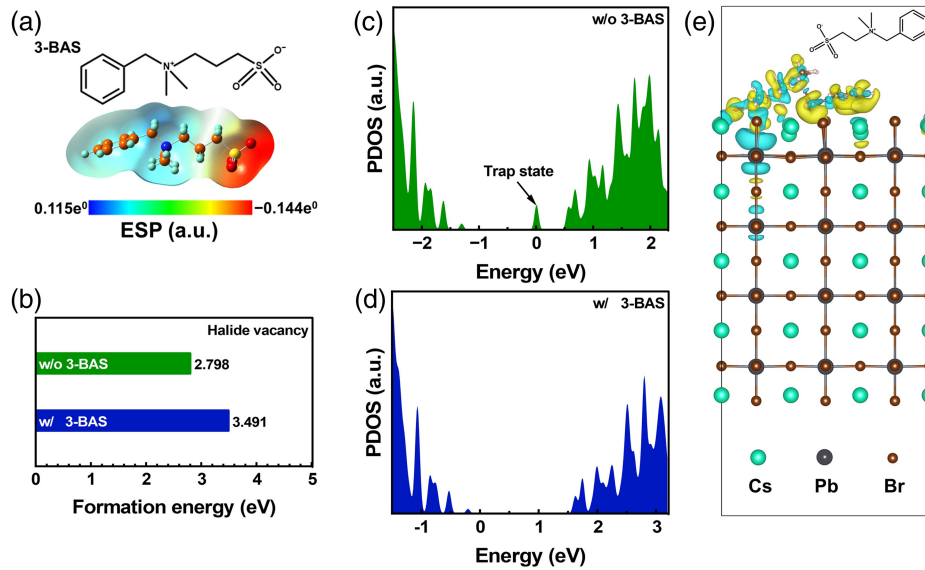 (a)
3-BAS
N+
S
O-
O
O
0.115e0
−0.144e0
ESP (a.u.)
(b)
Halide vacancy
w/o 3-BAS
2.798
w/ 3-BAS
3.491
0 1 2 3 4 5
Formation energy (eV)
(c)
w/o 3-BAS
PDOS (a.u.)
Trap state
−2 −1 0 1 2
Energy (eV)
(d)
w/ 3-BAS
PDOS (a.u.)
-1 0 1 2 3
Energy (eV)
(e)
O-
O
S
O
N+
Cs Pb Br